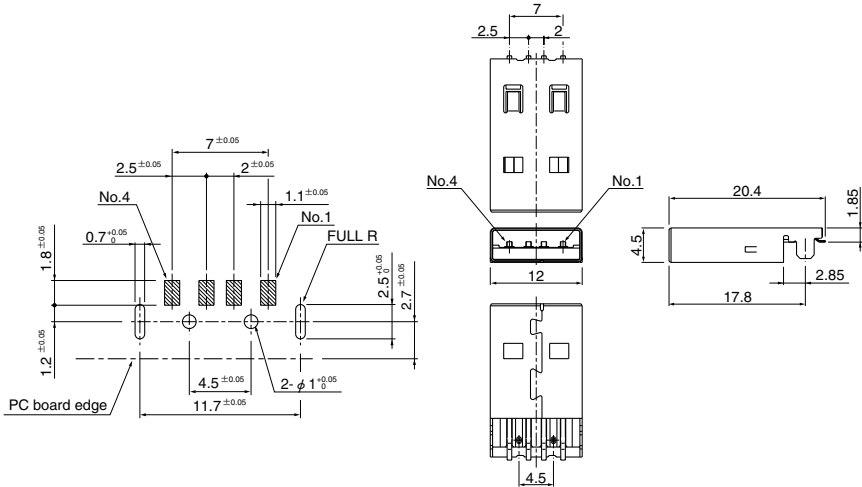 7
2.5
2
7 ±0.05
2.5 ±0.05
2 ±0.05
No.4
1.1 ±0.05
No.1
0.7 +0.05 0
FULL R
1.8 ±0.05
2.5 +0.05 0
2.7 ±0.05
1.2 ±0.05
4.5 ±0.05
2- φ 1 +0.05 0
PC board edge
11.7 ±0.05
No.4
No.1
12
20.4
1.85
4.5
2.85
17.8
4.5